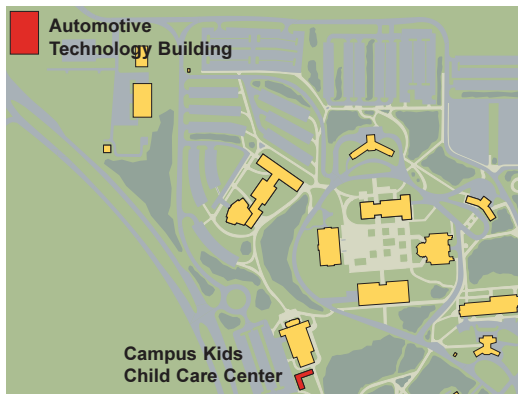 Automotive
Technology Building
Campus Kids
Child Care Center